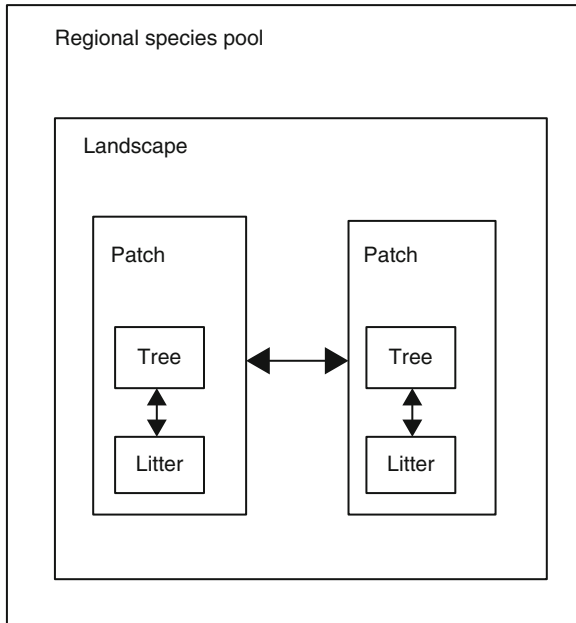 Regional species pool
Landscape
Patch
Patch
Tree
Tree
Litter
Litter